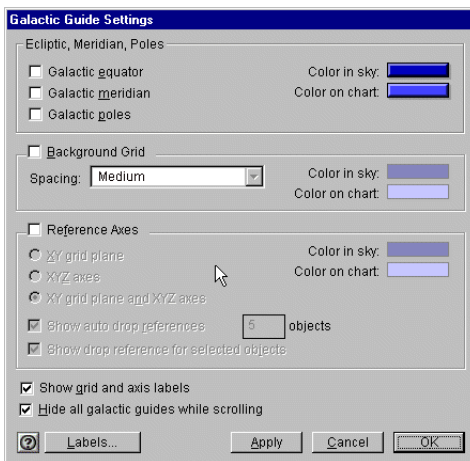 Galactic Guide Settings
Ecliptic, Meridian, Poles
Galactic equator
Color in sky:
Galactic meridian
Color on chart:
Galactic poles
Background Grid
Spacing: Medium
Color in sky:
Color on chart:
Reference Axes
XY grid plane
Color in sky:
XYZ axes
Color on chart:
XY grid plane and XYZ axes
Show auto drop references 5 objects
Show drop reference for selected objects
Show grid and axis labels
Hide all galactic guides while scrolling
? Labels... Apply Cancel OK